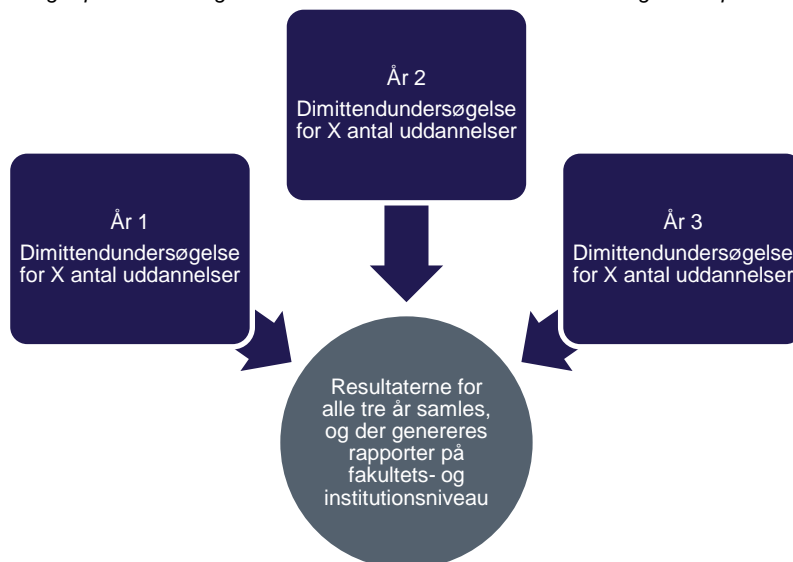 År 2
Dimittendundersøgelse
for X antal uddannelser
År 1
Dimittendundersøgelse
for X antal uddannelser
År 3
Dimittendundersøgelse
for X antal uddannelser
Resultaterne for
alle tre år samles,
og der genereres
rapporter på
fakultets- og
institutionsniveau